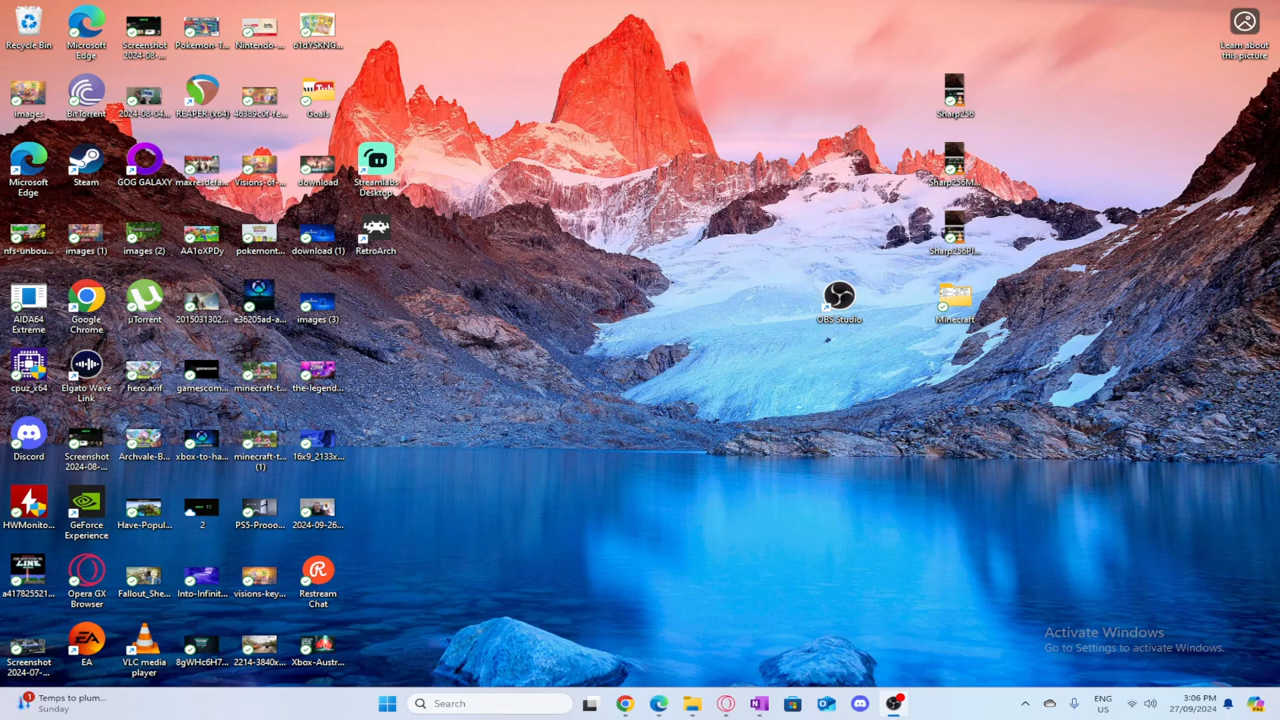 Recycle Bin
Microsoft
Edge
Screenshot
2024-08-...
Pokemon-T...
Nintendo-...
6TdYSKNG...
Learn about
this picture
images
BitTorrent
2024-08-04...
REAPER (x64)
46389c0f-fe...
Goals
Sharp256
Microsoft
Edge
Steam
GOG GALAXY
maxresdefa...
Visions-of-...
download
Streamlabs
Desktop
Sharp256M...
nfs-unbou...
images (1)
images (2)
AA1oXPDy
pokemont...
download (1)
RetroArch
Sharp256Pl...
AIDA64
Extreme
Google
Chrome
µTorrent
2015031302...
e36205ad-a...
images (3)
OBS Studio
Minecraft
cpuz_x64
Elgato Wave
Link
hero.avif
gamescom...
minecraft-t...
the-legend...
Discord
Screenshot
2024-08-...
Archvale-B...
xbox-to-ha...
minecraft-t...
(1)
16x9_2133x...
HWMonito...
GeForce
Experience
Have-Popul...
2
PS5-Prooo...
2024-09-26...
a417825521...
Opera GX
Browser
Fallout_She...
Into-Infinit...
visions-key...
Restream
Chat
Screenshot
2024-07-...
EA
VLC media
player
8gWHc6H7...
2214-3840x...
Xbox-Austr...
Activate Windows
Go to Settings to activate Windows.
1
Temps to plum...
Sunday
Search
ENG
US
3:06 PM
27/09/2024